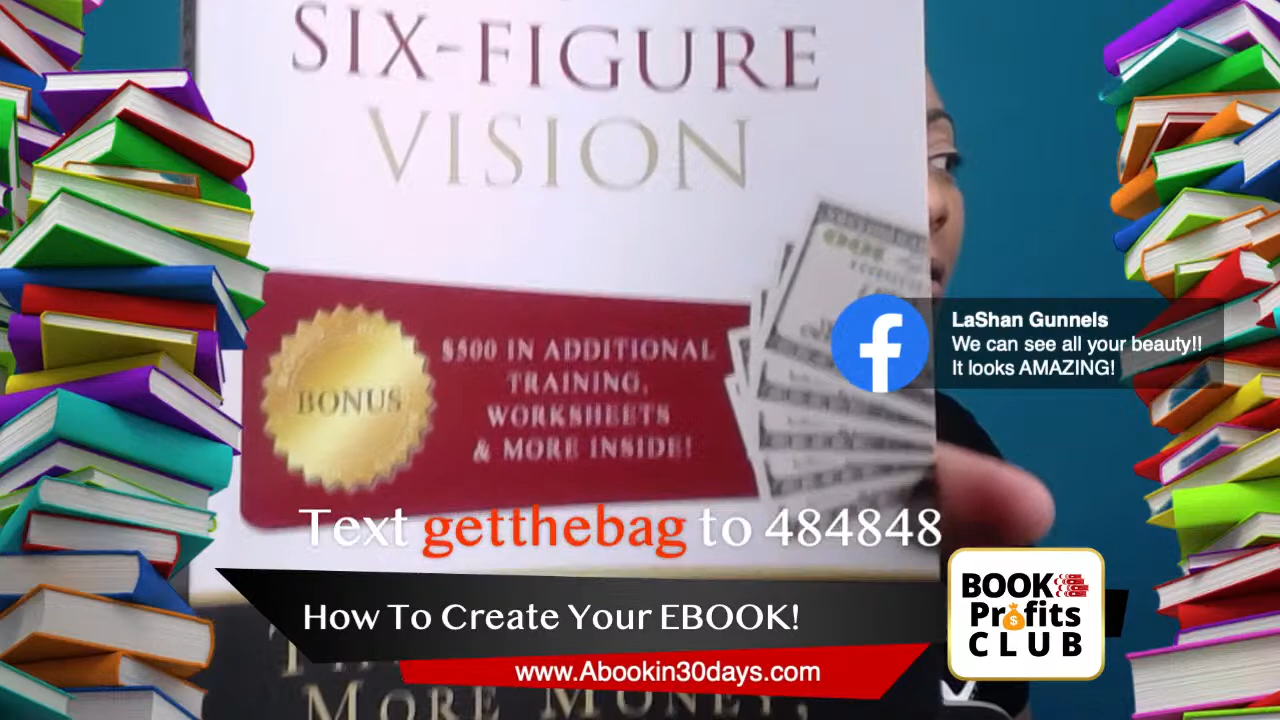 SIX-FIGURE
VISION
BONUS
$500 IN ADDITIONAL
TRAINING,
WORKSHEETS
& MORE INSIDE!
LaShan Gunnels
We can see all your beauty!!
It looks AMAZING!
Text getthebag to 484848
How To Create Your EBOOK!
BOOK
Profits
CLUB
www.Abookin30days.com
MORE MONEY,